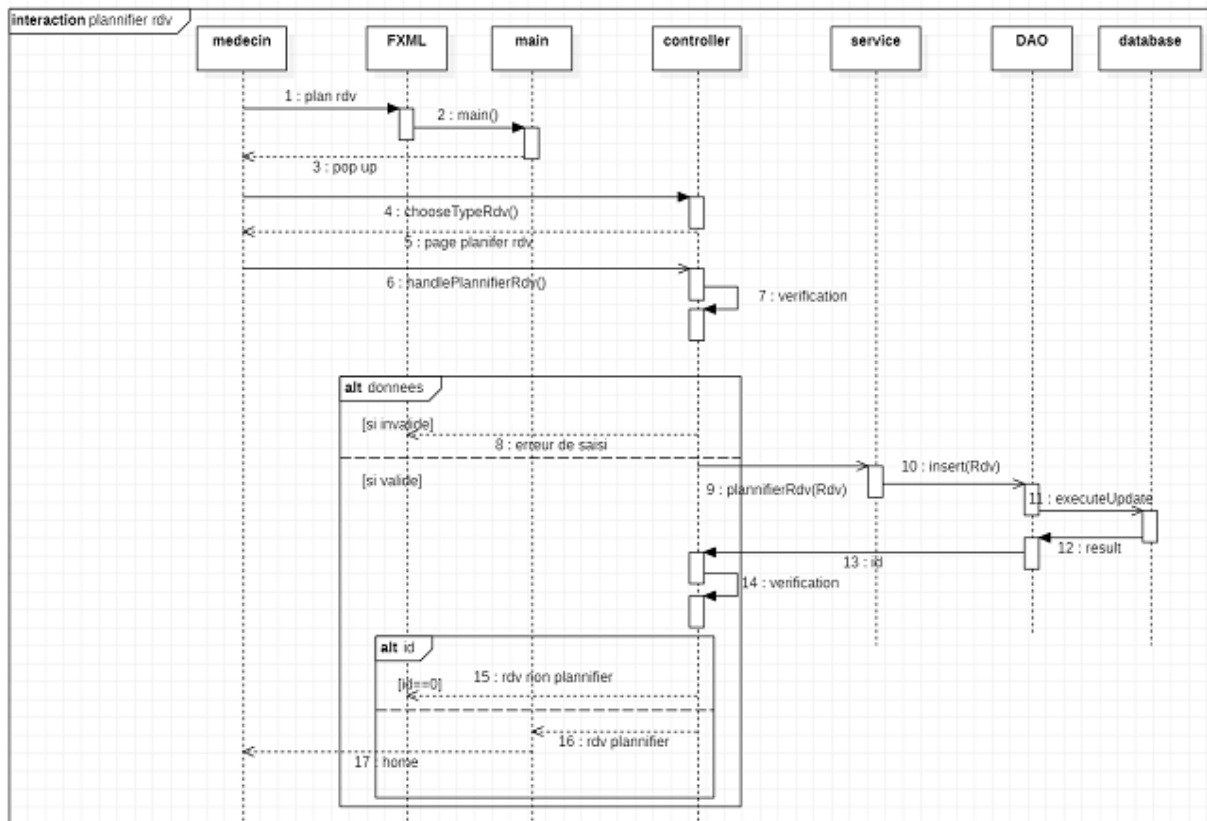 interaction plannifier rdv
medecin
FXML
main
controller
service
DAO
database
1 : plan rdv
2 : main()
3 : pop up
4 : chooseTypeRdv()
5 : page planifer rdv
6 : handlePlannifierRdv()
7 : verification
alt donnees
[si invalide]
8 : erreur de saisi
[si valide]
9 : plannifierRdv(Rdv)
10 : insert(Rdv)
11 : executeUpdate
12 : result
13 : id
14 : verification
alt id
[id==0]
15 : rdv non plannifier
16 : rdv plannifier
17 : home